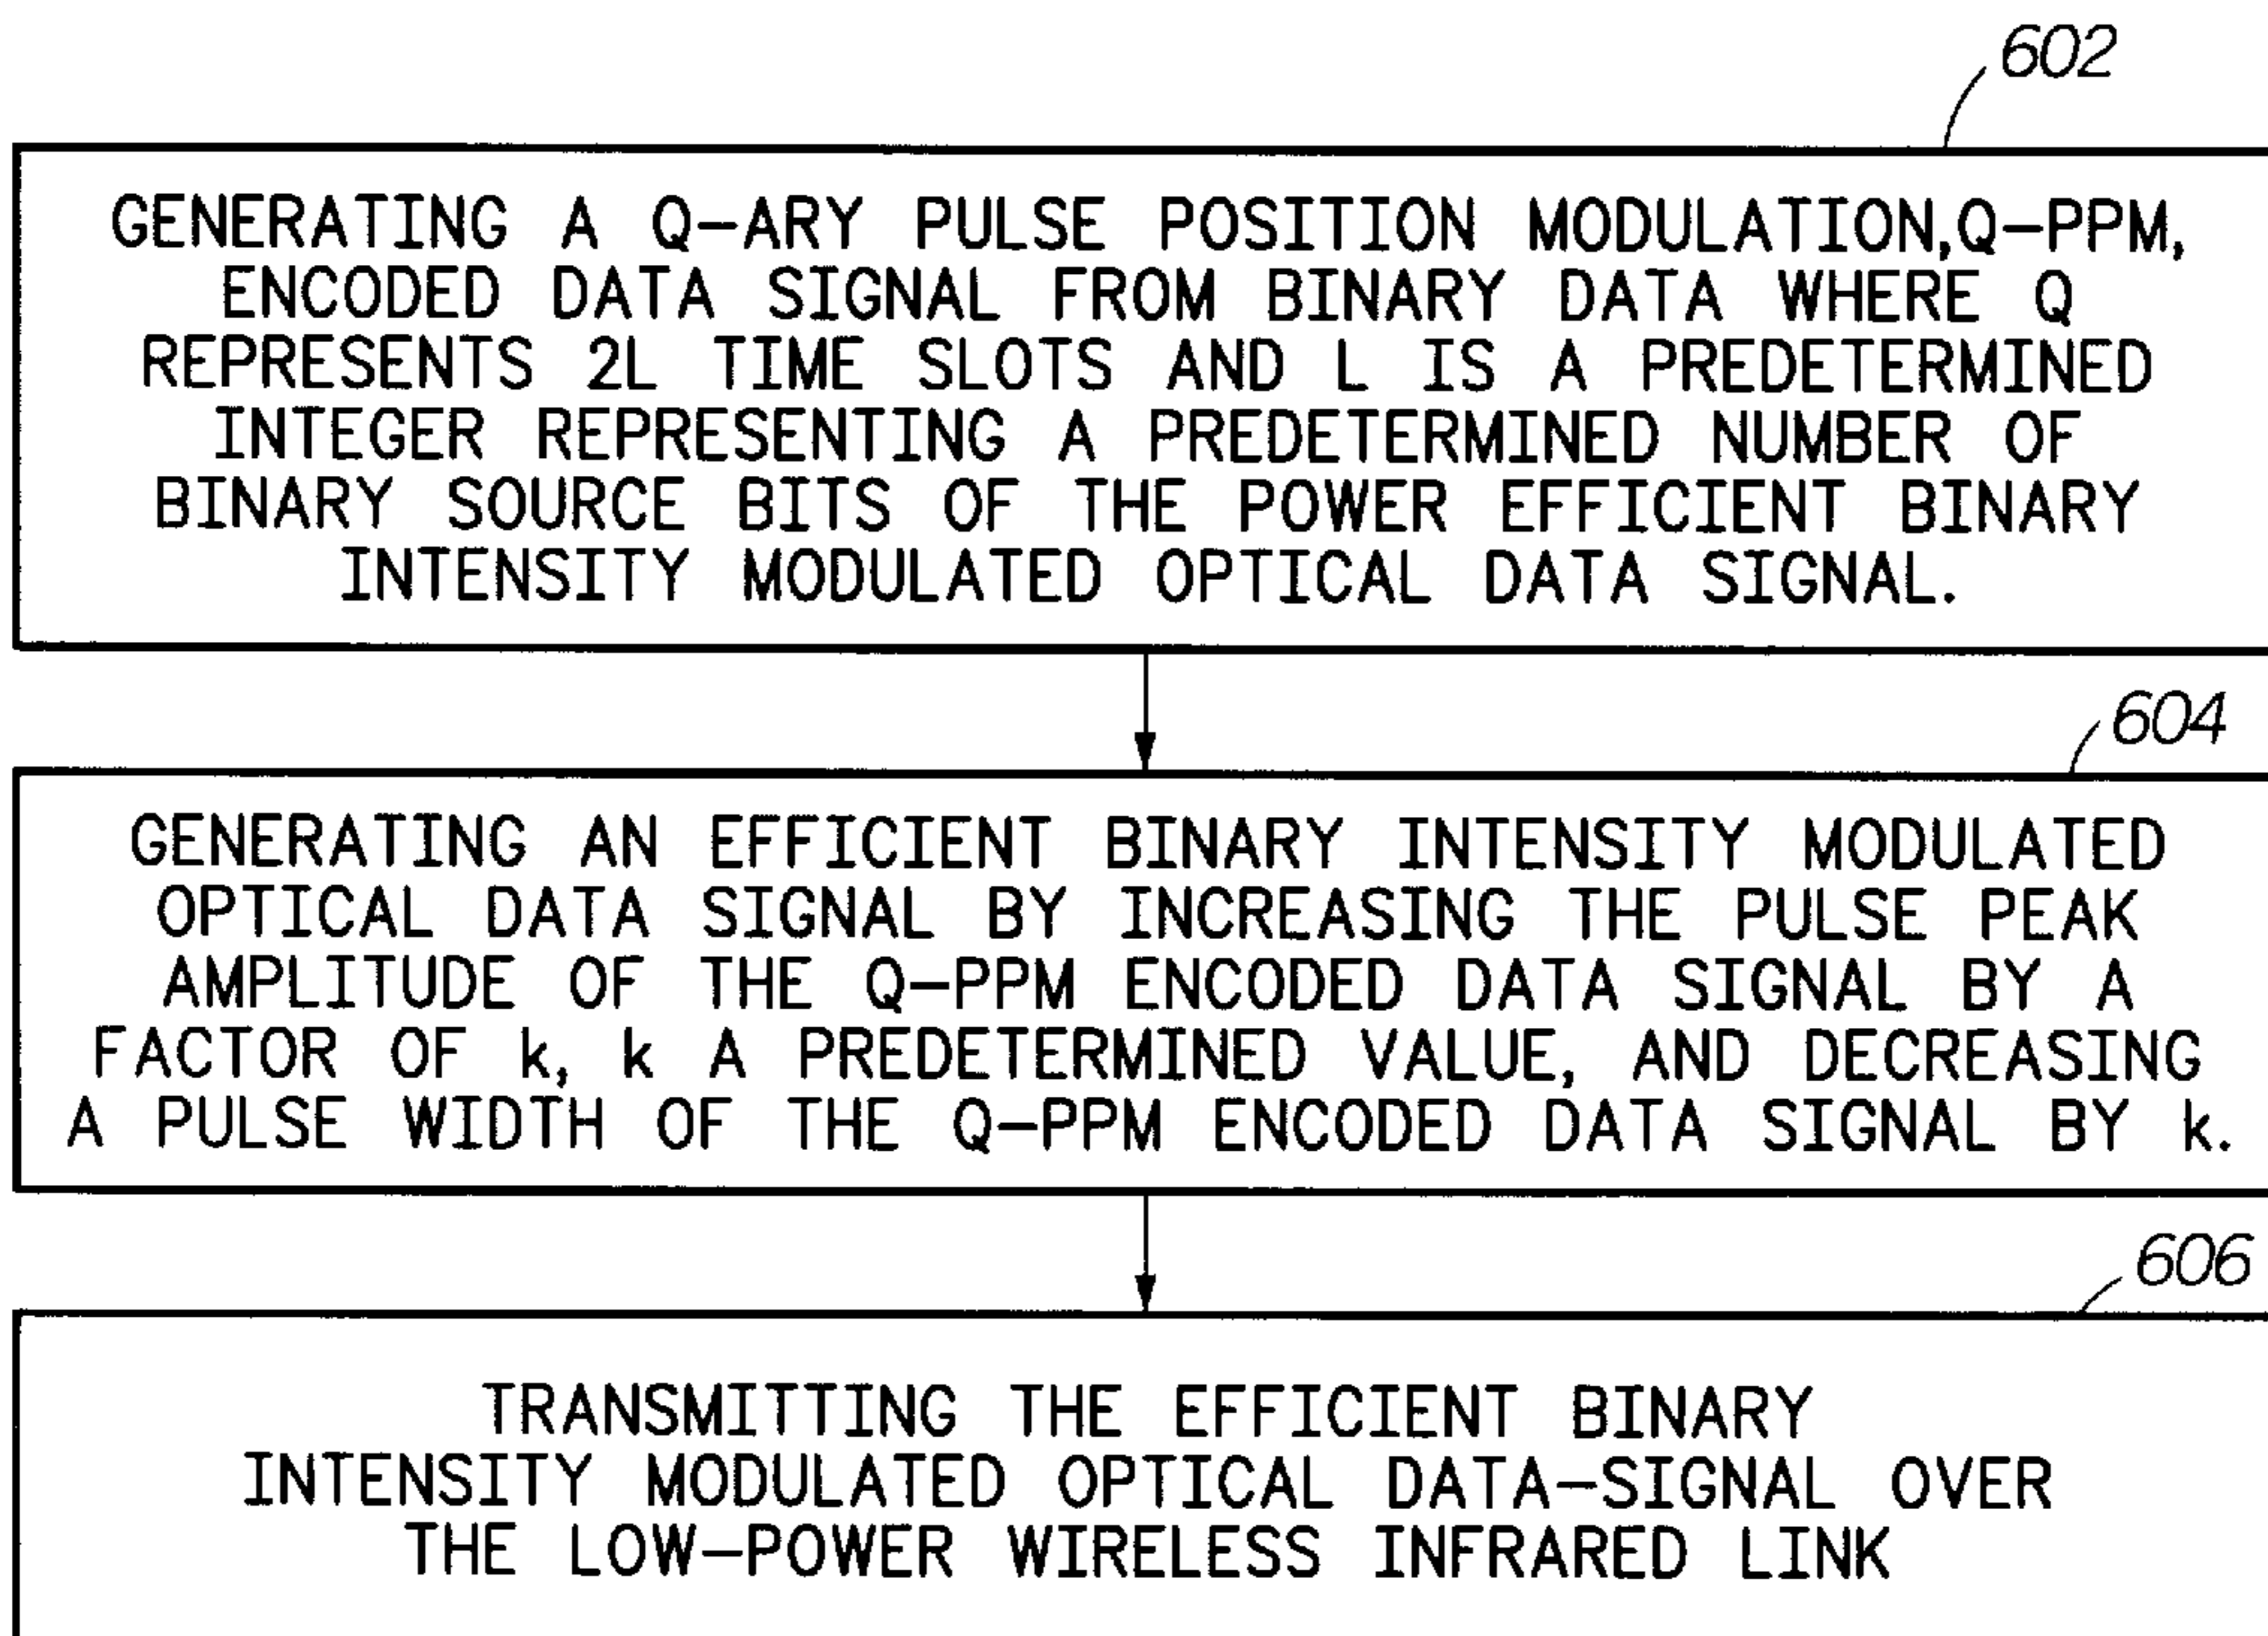 602
GENERATING A Q-ARY PULSE POSITION MODULATION,Q-PPM,
ENCODED DATA SIGNAL FROM BINARY DATA WHERE Q
REPRESENTS 2L TIME SLOTS AND L IS A PREDETERMINED
INTEGER REPRESENTING A PREDETERMINED NUMBER OF
BINARY SOURCE BITS OF THE POWER EFFICIENT BINARY
INTENSITY MODULATED OPTICAL DATA SIGNAL.
604
GENERATING AN EFFICIENT BINARY INTENSITY MODULATED
OPTICAL DATA SIGNAL BY INCREASING THE PULSE PEAK
AMPLITUDE OF THE Q-PPM ENCODED DATA SIGNAL BY A
FACTOR OF k, k A PREDETERMINED VALUE, AND DECREASING
A PULSE WIDTH OF THE Q-PPM ENCODED DATA SIGNAL BY k.
606
TRANSMITTING THE EFFICIENT BINARY
INTENSITY MODULATED OPTICAL DATA-SIGNAL OVER
THE LOW-POWER WIRELESS INFRARED LINK